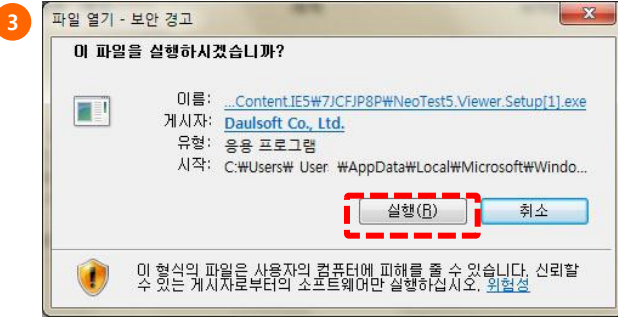 3
파일 열기 - 보안 경고
이 파일을 실행하시겠습니까?
이름: ...Content.IE5₩7JCFJP8P₩NeoTest5.Viewer.Setup[1].exe
게시자: Daulsoft Co., Ltd.
유형: 응용 프로그램
시작: C:₩Users₩ User ₩AppData₩Local₩Microsoft₩Windo...
실행(R) 취소
이 형식의 파일은 사용자의 컴퓨터에 피해를 줄 수 있습니다. 신뢰할
수 있는 게시자로부터의 소프트웨어만 실행하십시오. 위험성